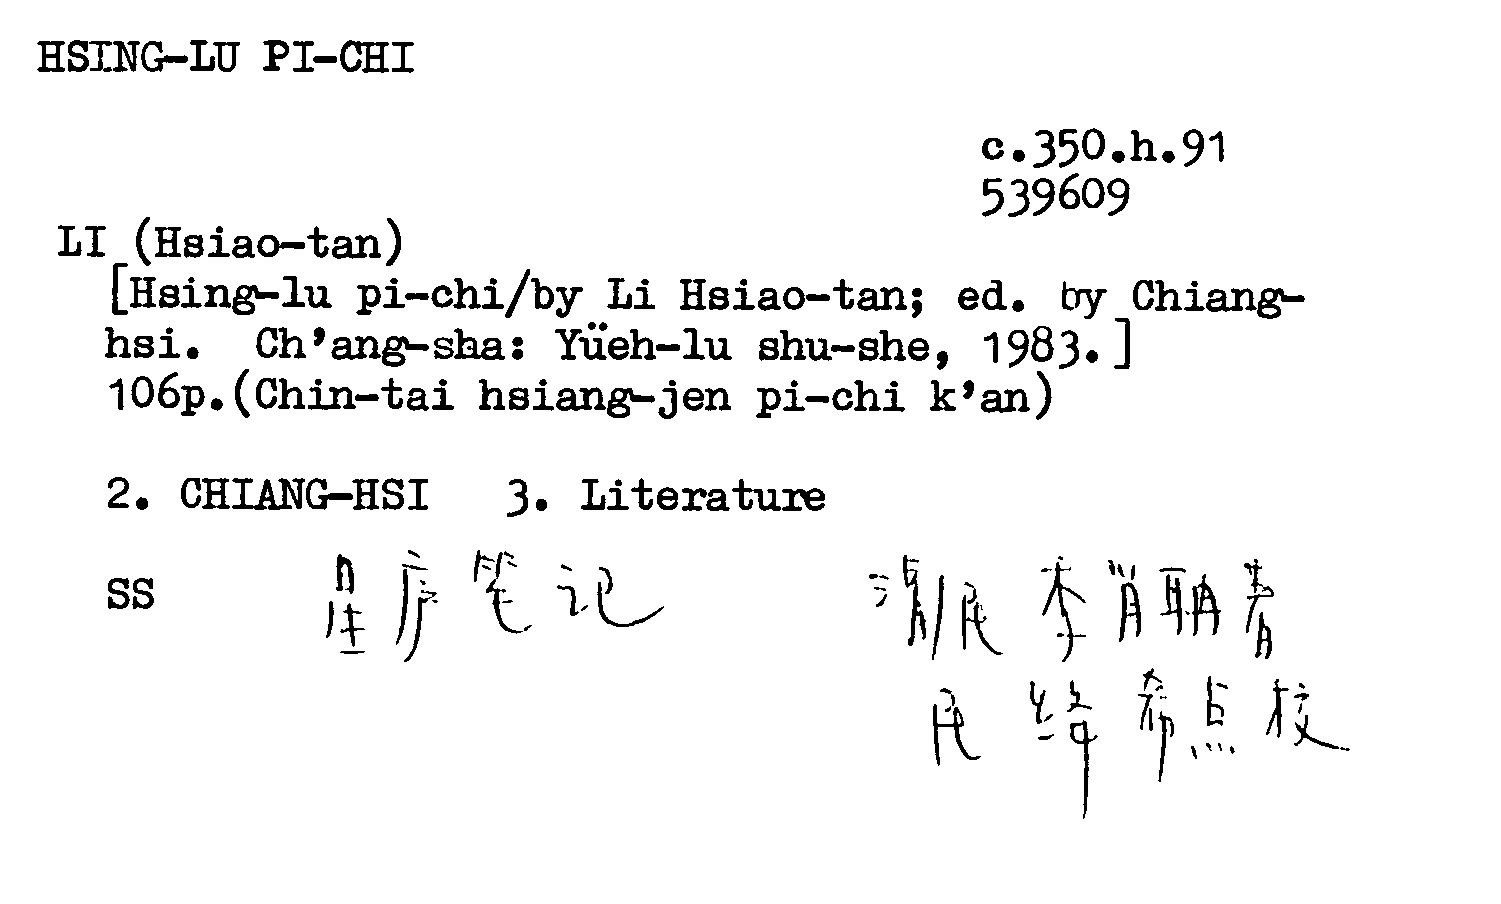 HSING-LU PI-CHI
c.350.h.91
539609
LI (Hsiao-tan)
[Hsing-lu pi-chi/by Li Hsiao-tan; ed. by Chiang-
hsi. Ch'ang-sha: Yüeh-lu shu-she, 1983.]
106p.(Chin-tai hsiang-jen pi-chi k'an)
2. CHIANG-HSI 3. Literature
SS 星庐笔记 清/民 李肖聃著
民 绛希点校